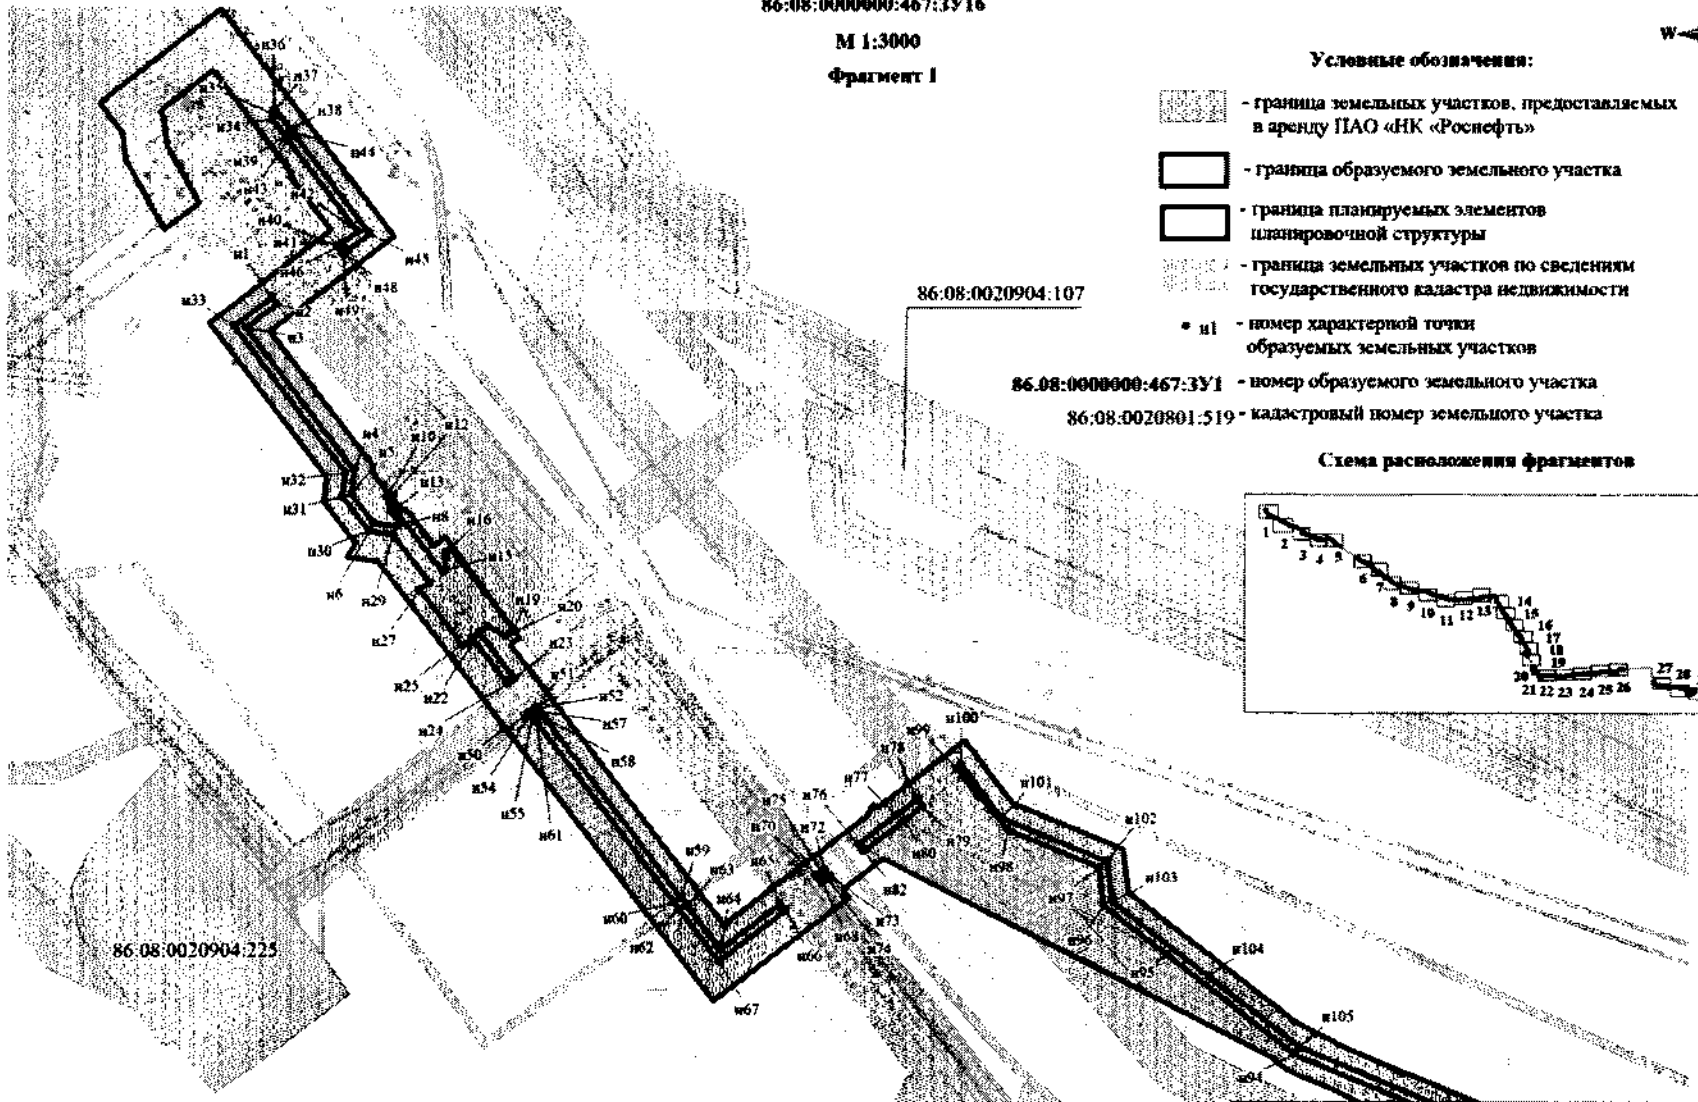 86:08:0000000:467:ЗУ16
М 1:3000
Фрагмент 1
W
Условные обозначения:
- граница земельных участков, предоставляемых
в аренду ПАО «НК «Роснефть»
- граница образуемого земельного участка
- граница планируемых элементов
планировочной структуры
- граница земельных участков по сведениям
государственного кадастра недвижимости
• н1 - номер характерной точки
образуемых земельных участков
86.08:0000000:467:ЗУ1 - номер образуемого земельного участка
86:08:0020801:519 - кадастровый номер земельного участка
Схема расположения фрагментов
1
2
3
4
5
6
7
8
9
10
11
12
13
14
15
16
17
18
19
20
21
22
23
24
25
26
27
28
86:08:0020904:107
86:08:0020904:225
н36
н37
н38
н34
н44
н39
н43
н42
н40
н41
н1
н46
н45
н48
н49
н33
н2
н3
н4
н5
н10
н12
н13
н32
н31
н8
н16
н15
н30
н6
н29
н27
н19
н20
н23
н25
н22
н51
н52
н24
н57
н50
н58
н54
н55
н61
н59
н63
н64
н60
н62
н67
н65
н70
н75
н72
н76
н77
н78
н99
н100
н101
н102
н103
н79
н80
н98
н82
н73
н68
н74
н66
н97
н96
н95
н104
н105
н94